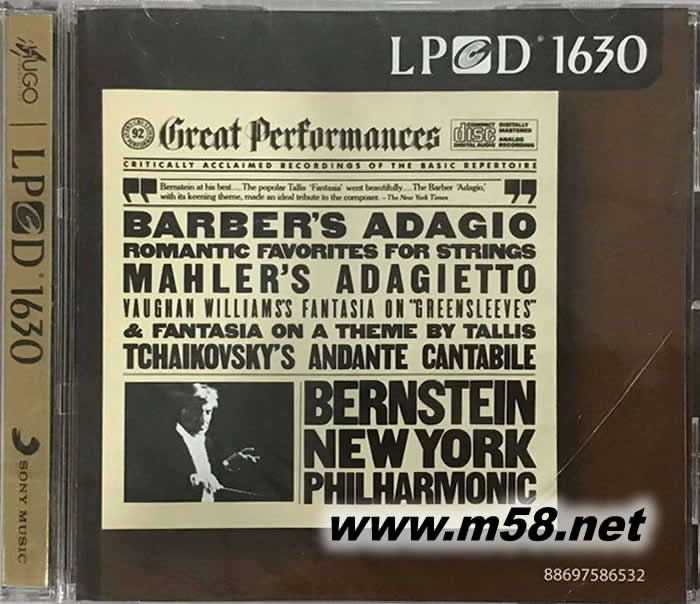 HUGO | LPCD® 1630
SONY MUSIC
LPCD® 1630
92
Great Performances
COMPACT
disc
DIGITAL AUDIO
DIGITALLY
MASTERED
ANALOG
RECORDING
CRITICALLY ACCLAIMED RECORDINGS OF THE BASIC REPERTOIRE
"Bernstein at his best.....The popular Tallis 'Fantasia' went beautifully.....The Barber 'Adagio,'
with its keening theme, made an ideal tribute to the composer. –The New York Times"
BARBER'S ADAGIO
ROMANTIC FAVORITES FOR STRINGS
MAHLER'S ADAGIETTO
VAUGHAN WILLIAMS'S FANTASIA ON "GREENSLEEVES"
& FANTASIA ON A THEME BY TALLIS
TCHAIKOVSKY'S ANDANTE CANTABILE
BERNSTEIN
NEW YORK
PHILHARMONIC
www.m58.net
88697586532